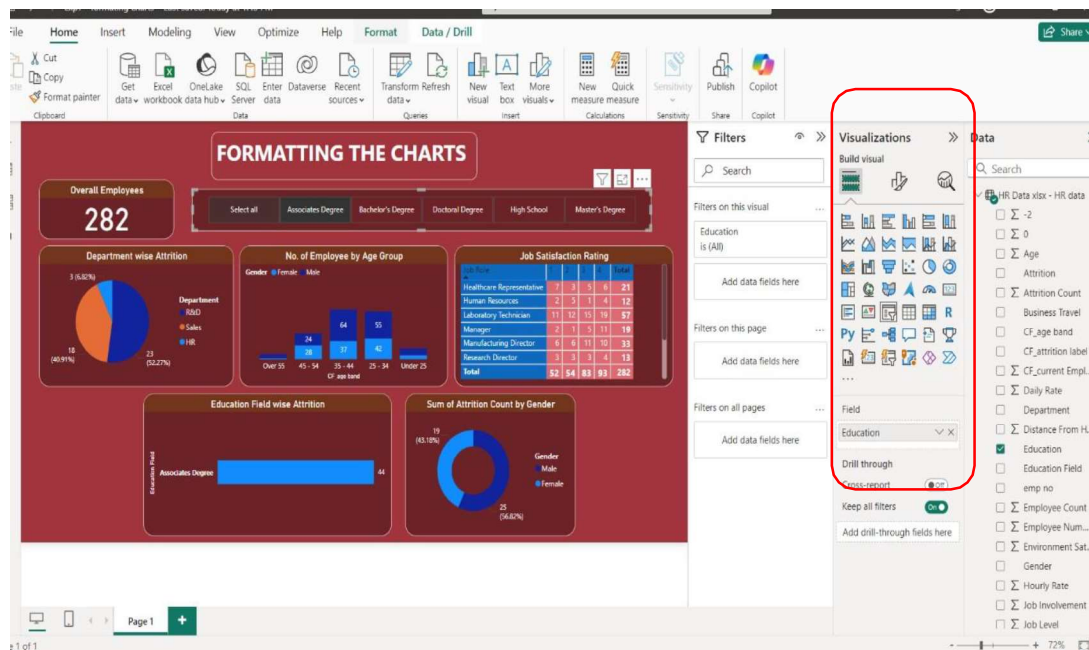 File Home Insert Modeling View Optimize Help Format Data / Drill
Share
Cut
Copy
Format painter
Clipboard
Get data Excel workbook OneLake data hub SQL Server Enter data Dataverse Recent sources
Data
Transform data Refresh
Queries
New visual Text box More visuals
Insert
New measure Quick measure
Calculations
Sensitivity
Sensitivity
Publish
Share
Copilot
Copilot
FORMATTING THE CHARTS
Overall Employees
282
Select all Associates Degree Bachelor's Degree Doctoral Degree High School Master's Degree
Department wise Attrition
3 (6.82%)
18
(40.91%)
23
(52.27%)
Department
R&D
Sales
HR
No. of Employee by Age Group
Gender Female Male
24 64 55
28 37 42
Over 55 45 - 54 35 - 44 25 - 34 Under 25
CF age band
Job Satisfaction Rating
Job Role 1 2 3 4 Total
Healthcare Representative 7 3 5 6 21
Human Resources 2 5 1 4 12
Laboratory Technician 11 12 15 19 57
Manager 2 1 5 11 19
Manufacturing Director 6 6 11 10 33
Research Director 3 3 3 4 13
Total 52 54 83 93 282
Education Field wise Attrition
Education Field
Associates Degree 44
Sum of Attrition Count by Gender
19
(43.18%)
25
(56.82%)
Gender
Male
Female
Filters
Search
Filters on this visual ...
Education
is (All)
Add data fields here
Filters on this page ...
Add data fields here
Filters on all pages ...
Add data fields here
Visualizations
Build visual
R
Py
...
Field
Education
Drill through
Cross-report Off
Keep all filters On
Add drill-through fields here
Data
Search
HR Data xlsx - HR data
Σ -2
Σ 0
Σ Age
Attrition
Σ Attrition Count
Business Travel
CF_age band
CF_attrition label
Σ CF_current Empl...
Σ Daily Rate
Department
Σ Distance From H...
Education
Education Field
emp no
Σ Employee Count
Σ Employee Num...
Σ Environment Sat...
Gender
Σ Hourly Rate
Σ Job Involvement
Σ Job Level
Page 1 +
1 of 1
- + 72%